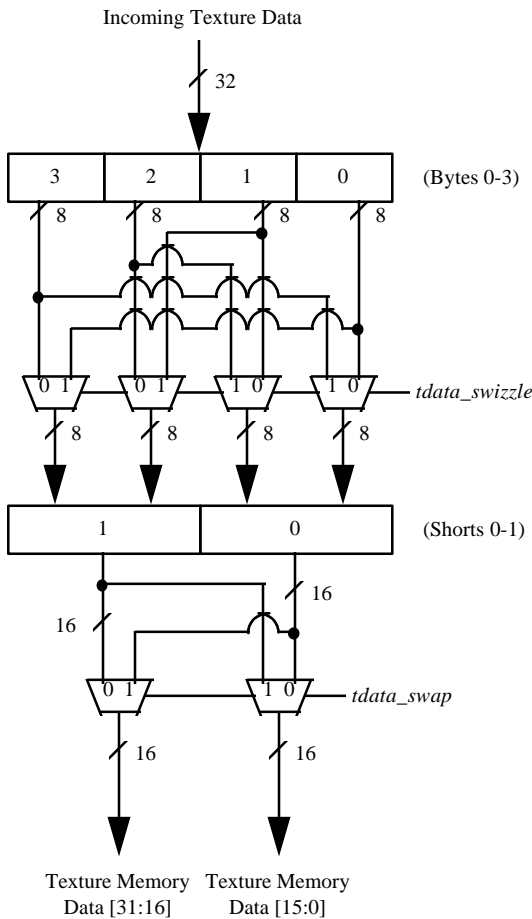 Incoming Texture Data
32
3 2 1 0 (Bytes 0-3)
8 8 8 8
0 1 0 1 1 0 1 0 tdata_swizzle
8 8 8 8
1 0 (Shorts 0-1)
16
16
0 1 1 0
tdata_swap
16 16
Texture Memory Texture Memory
Data [31:16] Data [15:0]